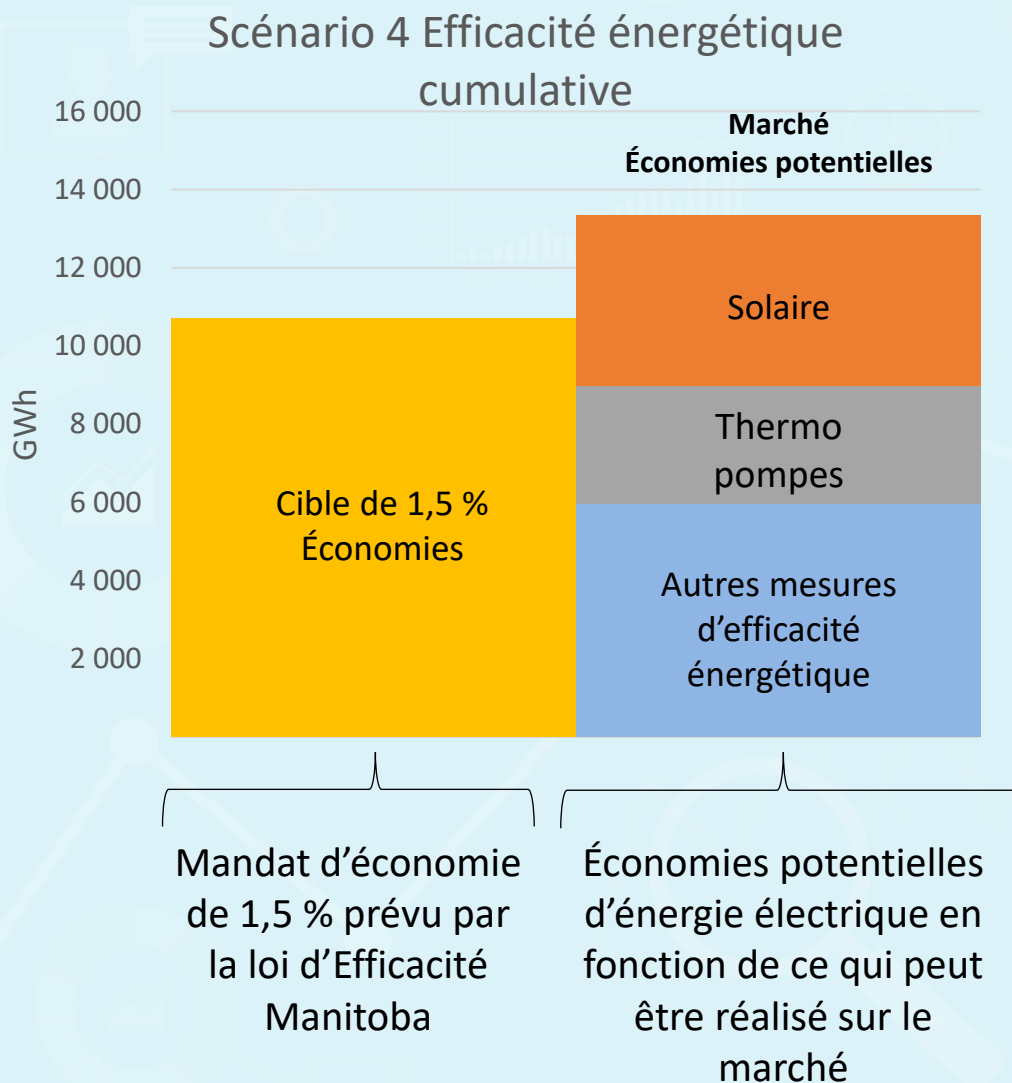 Scénario 4 Efficacité énergétique
cumulative
16 000
14 000
12 000
10 000
8 000
6 000
4 000
2 000
GWh
Marché
Économies potentielles
Cible de 1,5 %
Économies
Solaire
Thermo
pompes
Autres mesures
d’efficacité
énergétique
Mandat d’économie
de 1,5 % prévu par
la loi d’Efficacité
Manitoba
Économies potentielles
d’énergie électrique en
fonction de ce qui peut
être réalisé sur le
marché